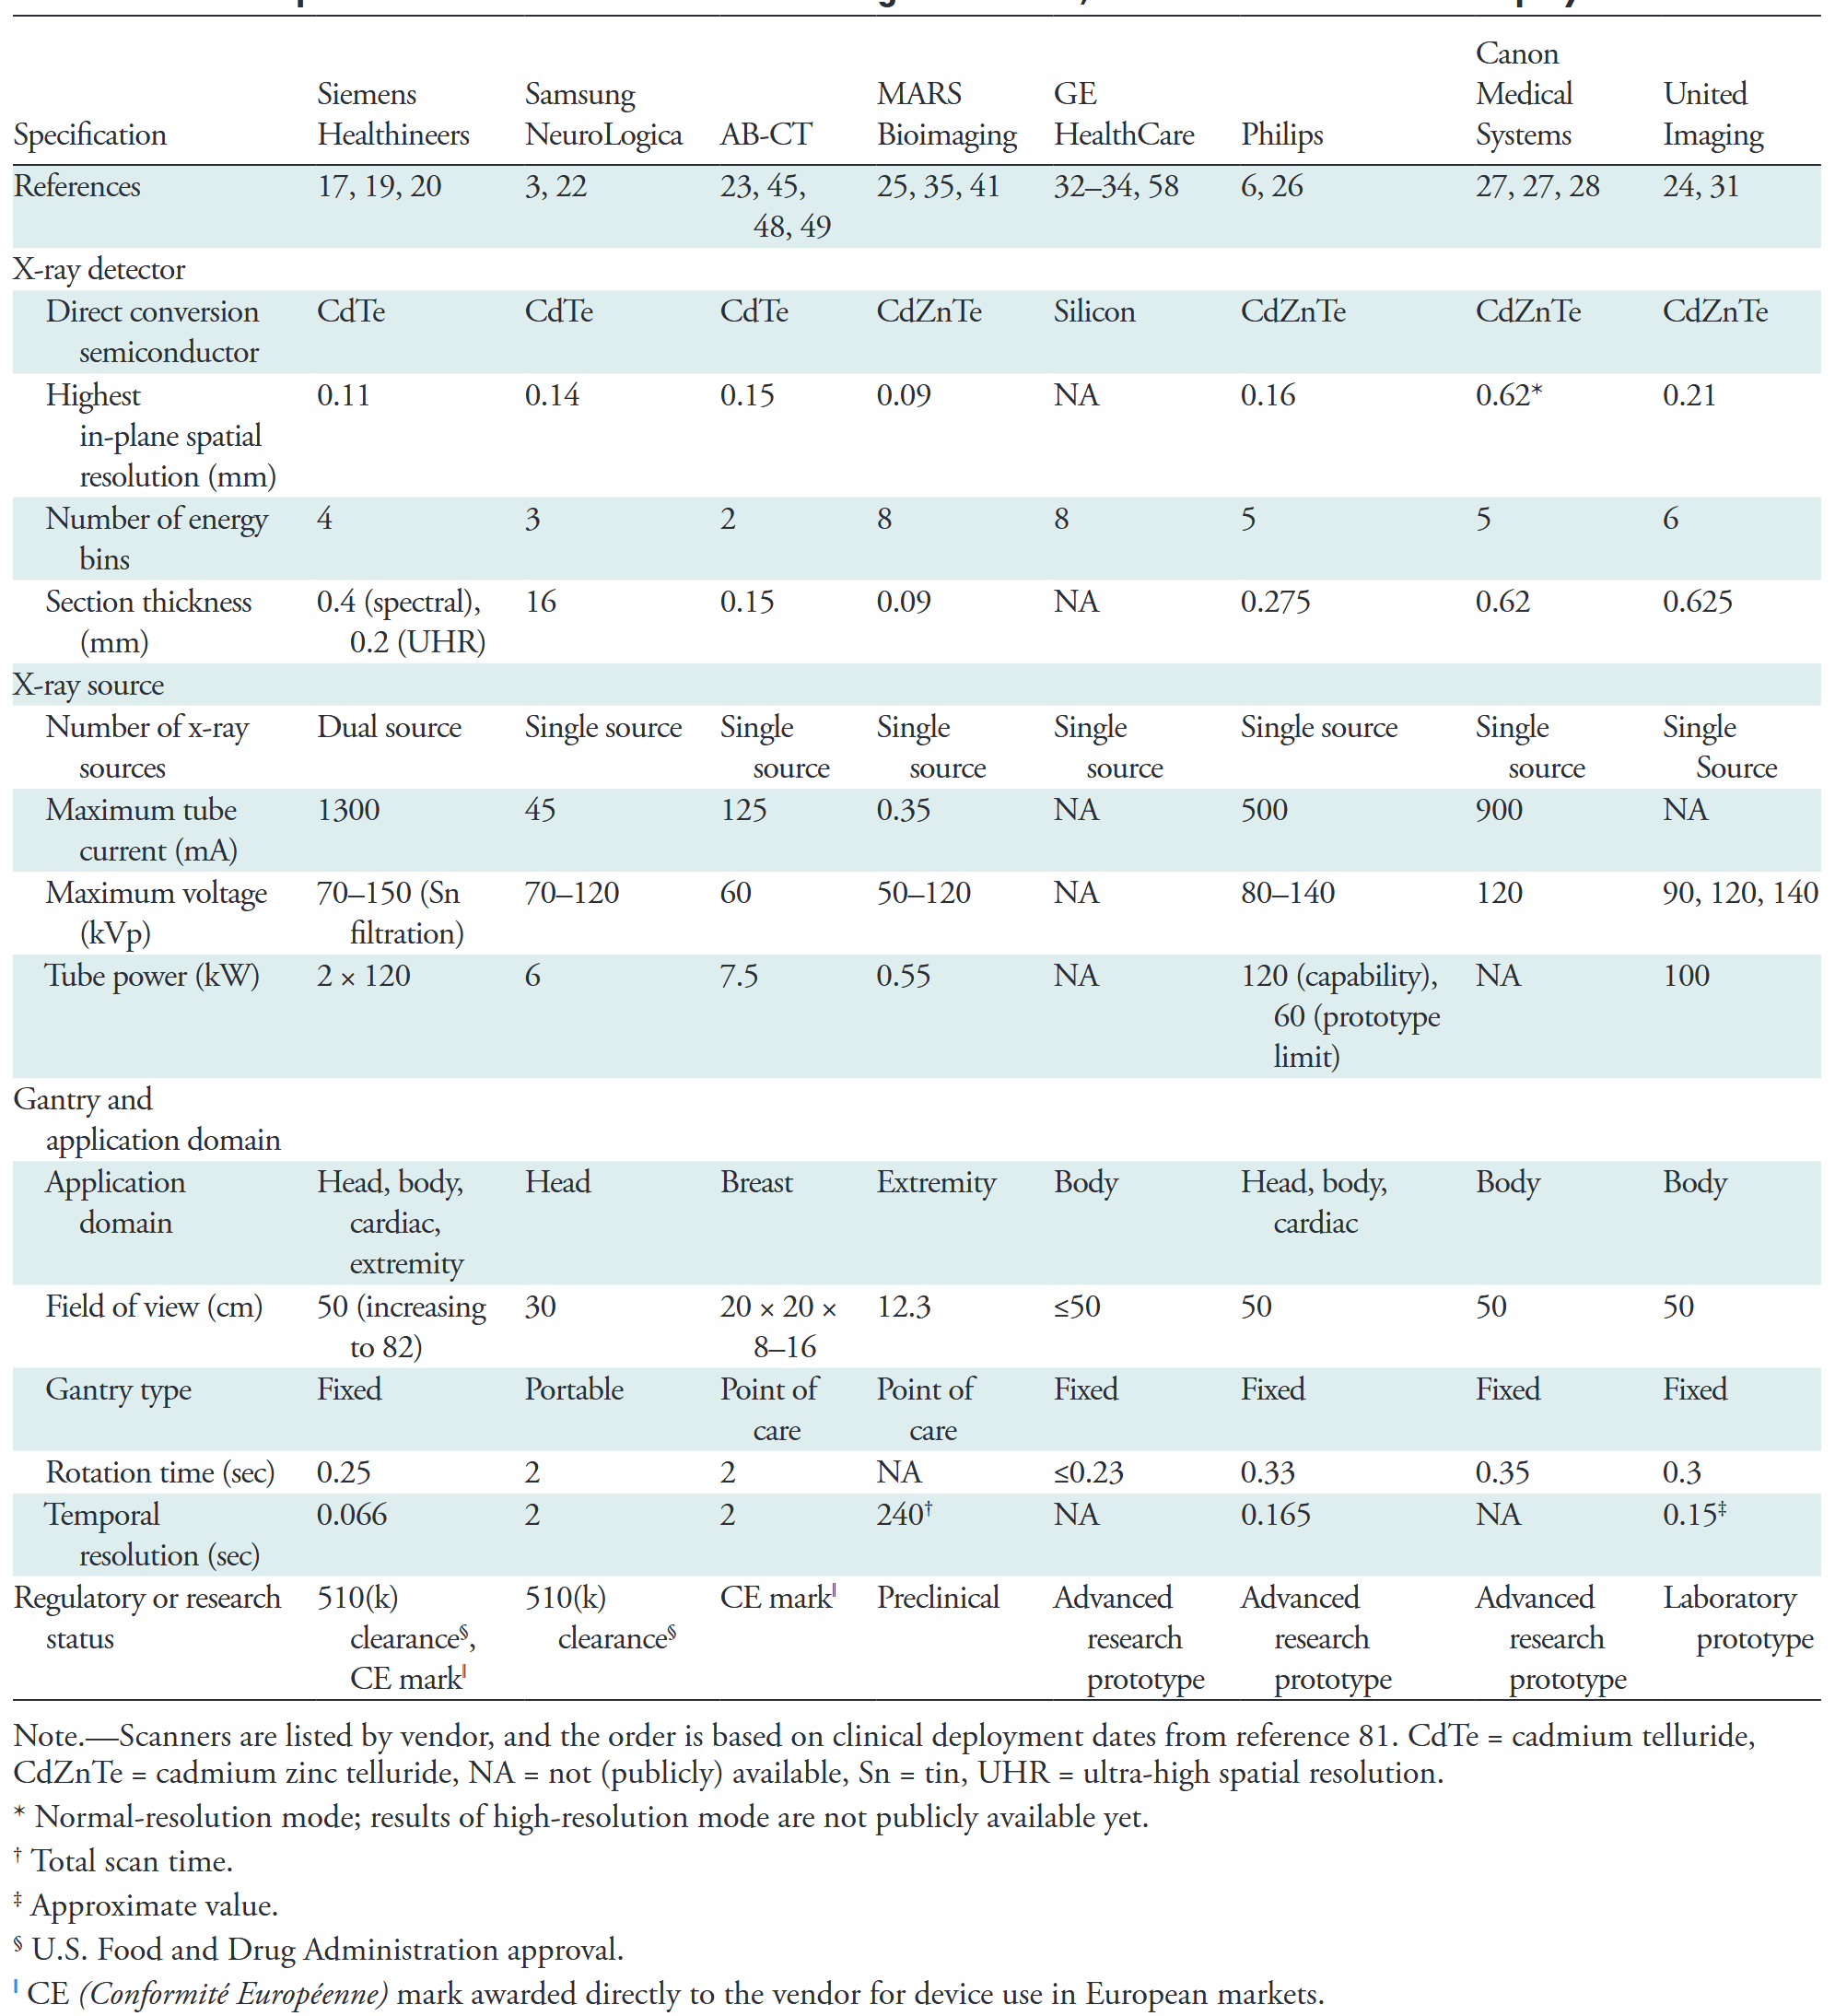 Canon
Siemens Samsung MARS GE Medical United
Specification Healthineers NeuroLogica AB-CT Bioimaging HealthCare Philips Systems Imaging
References 17, 19, 20 3, 22 23, 45, 25, 35, 41 32–34, 58 6, 26 27, 27, 28 24, 31
48, 49
X-ray detector
Direct conversion CdTe CdTe CdTe CdZnTe Silicon CdZnTe CdZnTe CdZnTe
semiconductor
Highest 0.11 0.14 0.15 0.09 NA 0.16 0.62* 0.21
in-plane spatial
resolution (mm)
Number of energy 4 3 2 8 8 5 5 6
bins
Section thickness 0.4 (spectral), 16 0.15 0.09 NA 0.275 0.62 0.625
(mm) 0.2 (UHR)
X-ray source
Number of x-ray Dual source Single source Single Single Single Single source Single Single
sources source source source source Source
Maximum tube 1300 45 125 0.35 NA 500 900 NA
current (mA)
Maximum voltage 70–150 (Sn 70–120 60 50–120 NA 80–140 120 90, 120, 140
(kVp) filtration)
Tube power (kW) 2 × 120 6 7.5 0.55 NA 120 (capability), NA 100
60 (prototype
limit)
Gantry and
application domain
Application Head, body, Head Breast Extremity Body Head, body, Body Body
domain cardiac, cardiac
extremity
Field of view (cm) 50 (increasing 30 20 × 20 × 12.3 ≤50 50 50 50
to 82) 8–16
Gantry type Fixed Portable Point of Point of Fixed Fixed Fixed Fixed
care care
Rotation time (sec) 0.25 2 2 NA ≤0.23 0.33 0.35 0.3
Temporal 0.066 2 2 240† NA 0.165 NA 0.15‡
resolution (sec)
Regulatory or research 510(k) 510(k) CE mark‖ Preclinical Advanced Advanced Advanced Laboratory
status clearance§, clearance§ research research research prototype
CE mark‖ prototype prototype prototype
Note.—Scanners are listed by vendor, and the order is based on clinical deployment dates from reference 81. CdTe = cadmium telluride,
CdZnTe = cadmium zinc telluride, NA = not (publicly) available, Sn = tin, UHR = ultra-high spatial resolution.
* Normal-resolution mode; results of high-resolution mode are not publicly available yet.
† Total scan time.
‡ Approximate value.
§ U.S. Food and Drug Administration approval.
‖ CE (Conformité Européenne) mark awarded directly to the vendor for device use in European markets.